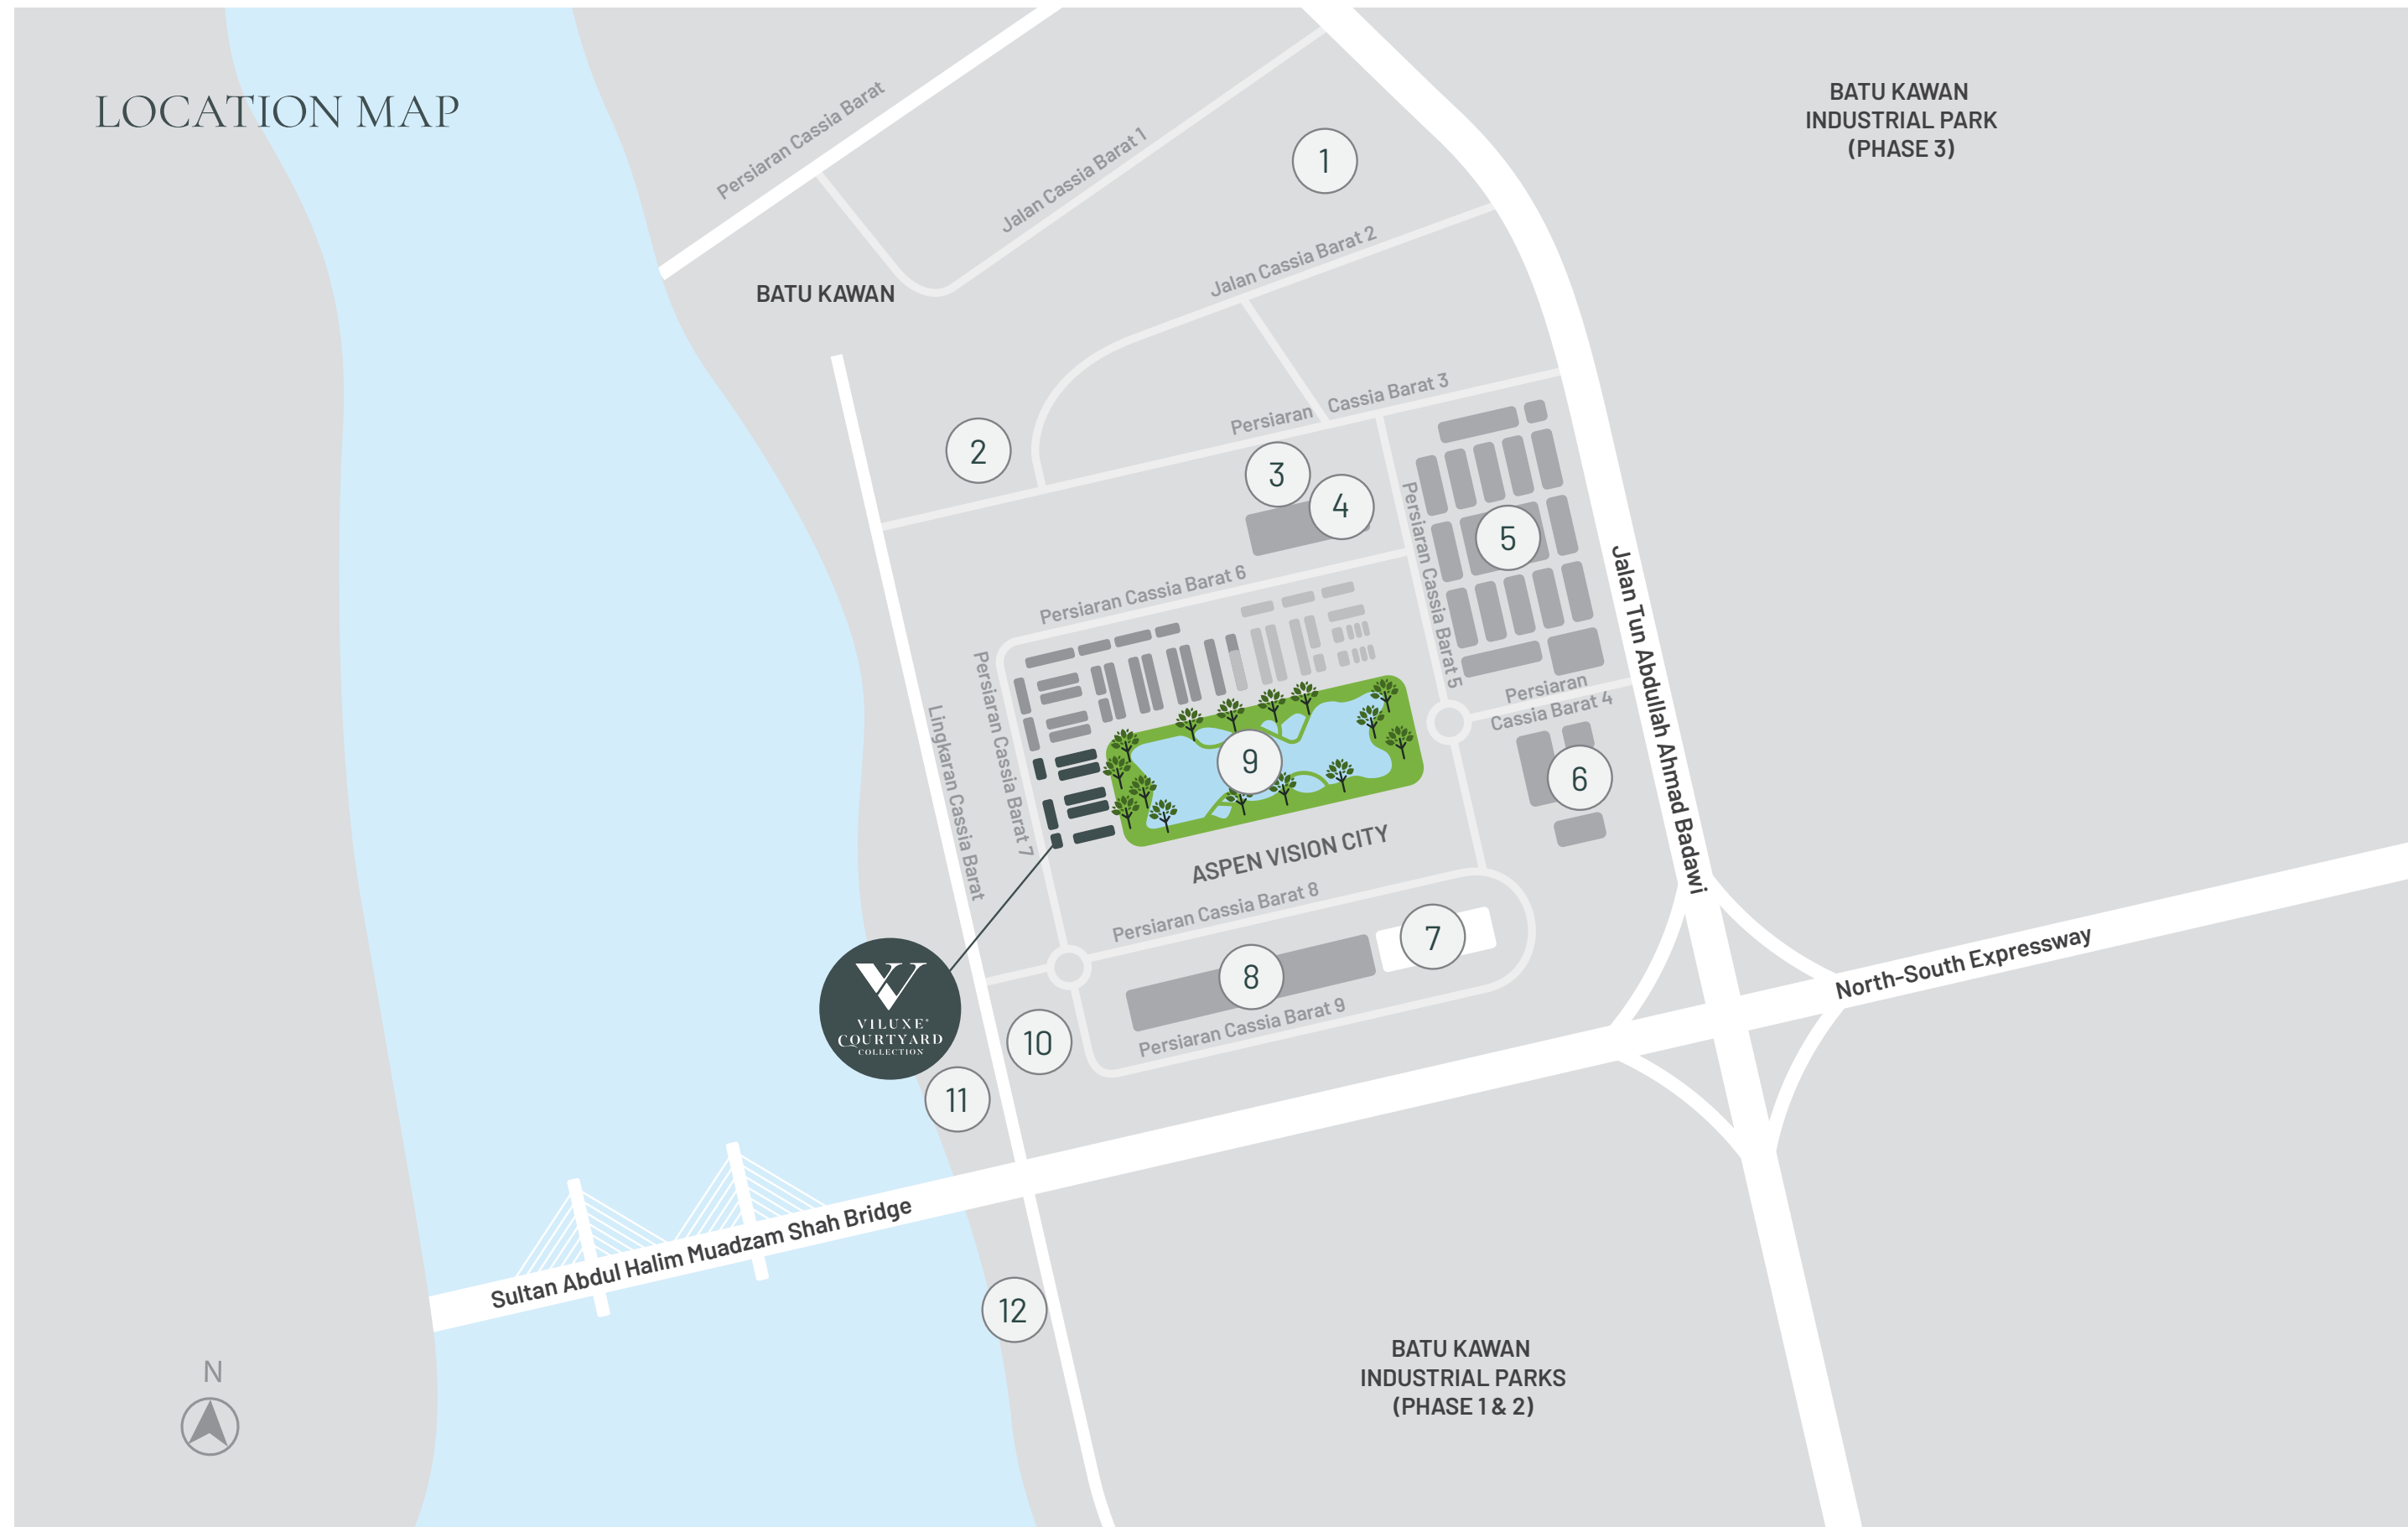 LOCATION MAP
Persiaran Cassia Barat
Jalan Cassia Barat 1
1
BATU KAWAN
INDUSTRIAL PARK
(PHASE 3)
Jalan Cassia Barat 2
BATU KAWAN
Persiaran Cassia Barat 3
2
3
4
5
Persiaran Cassia Barat 5
Jalan Tun Abdullah Ahmad Badawi
Persiaran Cassia Barat 6
Persiaran Cassia Barat 7
Lingkaran Cassia Barat
Persiaran
Cassia Barat 4
6
9
ASPEN VISION CITY
Persiaran Cassia Barat 8
7
8
Persiaran Cassia Barat 9
North-South Expressway
VILUXE®
COURTYARD
COLLECTION
10
11
Sultan Abdul Halim Muadzam Shah Bridge
12
BATU KAWAN
INDUSTRIAL PARKS
(PHASE 1 & 2)
N